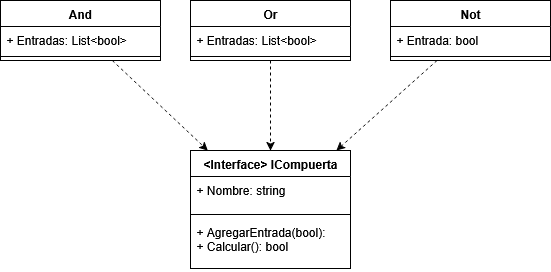 And
+ Entradas: List<bool>
Or
+ Entradas: List<bool>
Not
+ Entrada: bool
<Interface> ICompuerta
+ Nombre: string
+ AgregarEntrada(bool):
+ Calcular(): bool